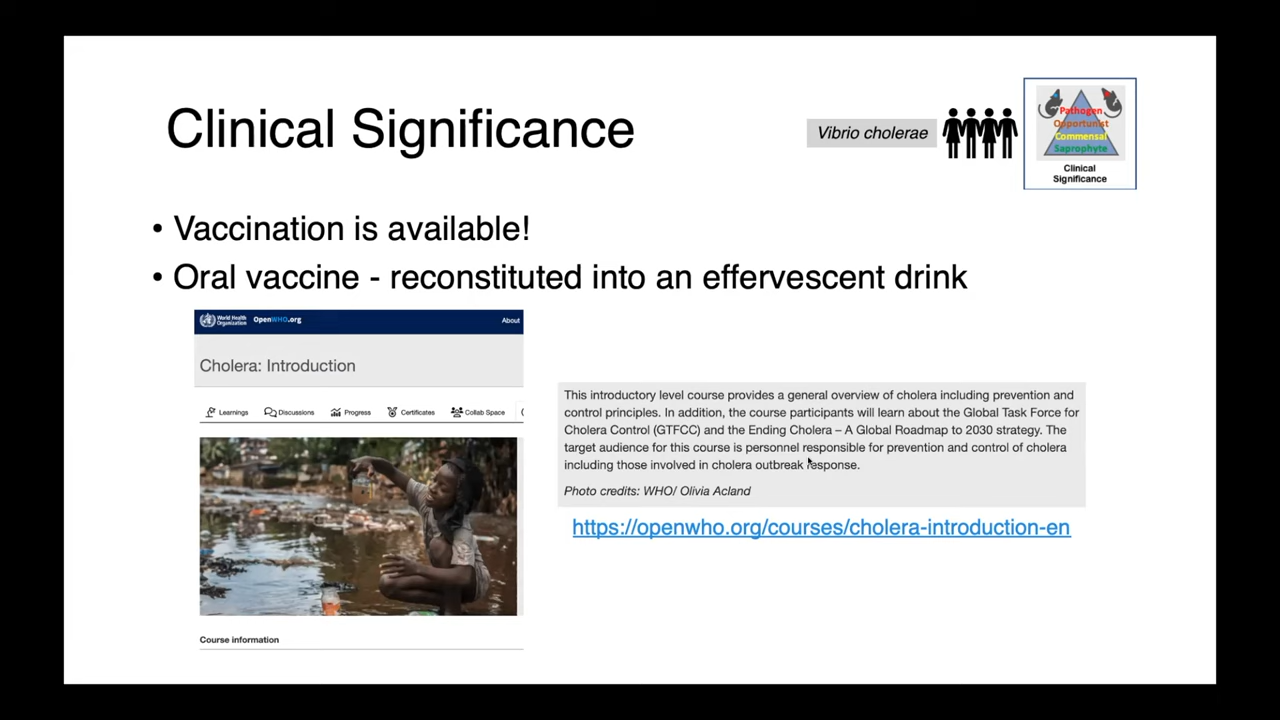 Clinical Significance
Vibrio cholerae
Pathogen
Opportunist
Commensal
Saprophyte
Clinical
Significance
• Vaccination is available!
• Oral vaccine - reconstituted into an effervescent drink
World Health
Organization
OpenWHO.org
About
Cholera: Introduction
Learnings
Discussions
Progress
Certificates
Collab Space
Course information
This introductory level course provides a general overview of cholera including prevention and
control principles. In addition, the course participants will learn about the Global Task Force for
Cholera Control (GTFCC) and the Ending Cholera – A Global Roadmap to 2030 strategy. The
target audience for this course is personnel responsible for prevention and control of cholera
including those involved in cholera outbreak response.
Photo credits: WHO/ Olivia Acland
https://openwho.org/courses/cholera-introduction-en